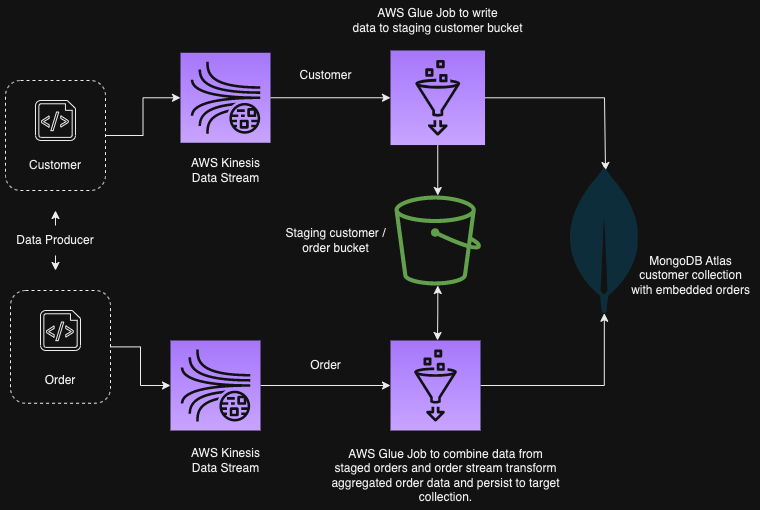 AWS Glue Job to write
data to staging customer bucket
Customer
</>
Customer
AWS Kinesis
Data Stream
Staging customer /
order bucket
Data Producer
MongoDB Atlas
customer collection
with embedded orders
</>
Order
Order
AWS Kinesis
Data Stream
AWS Glue Job to combine data from
staged orders and order stream transform
aggregated order data and persist to target
collection.